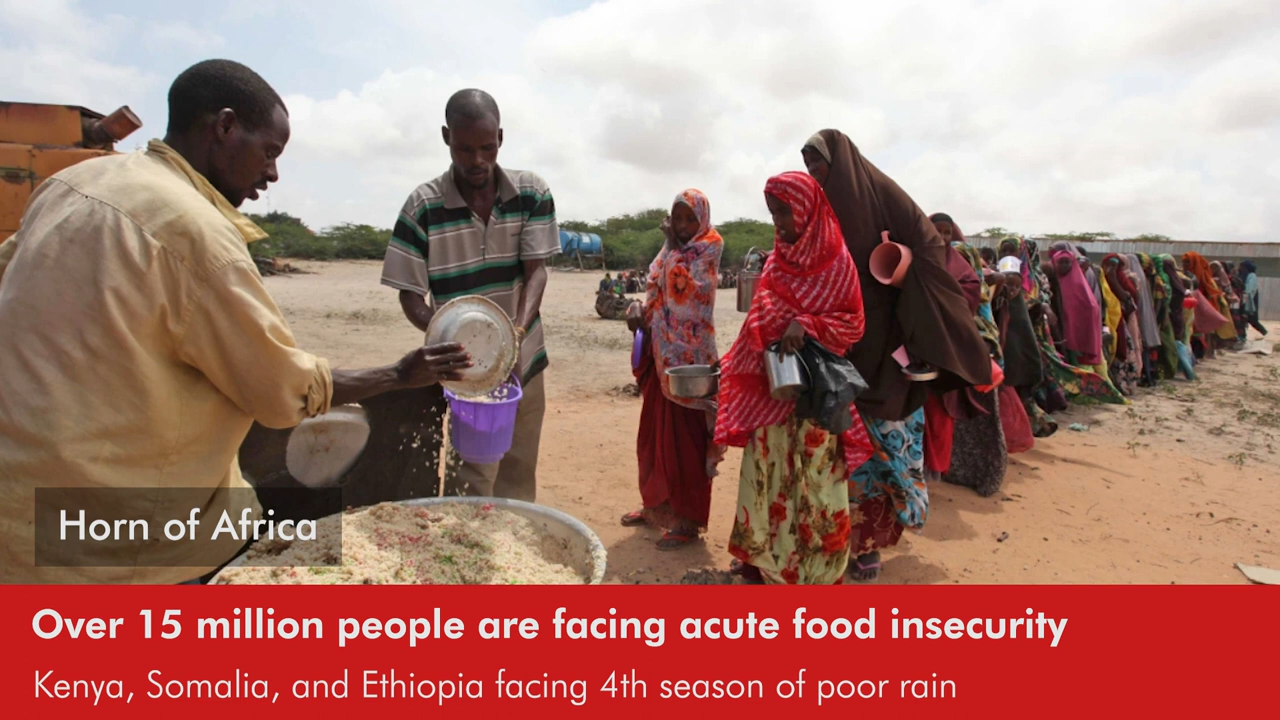 Horn of Africa
Over 15 million people are facing acute food insecurity
Kenya, Somalia, and Ethiopia facing 4th season of poor rain